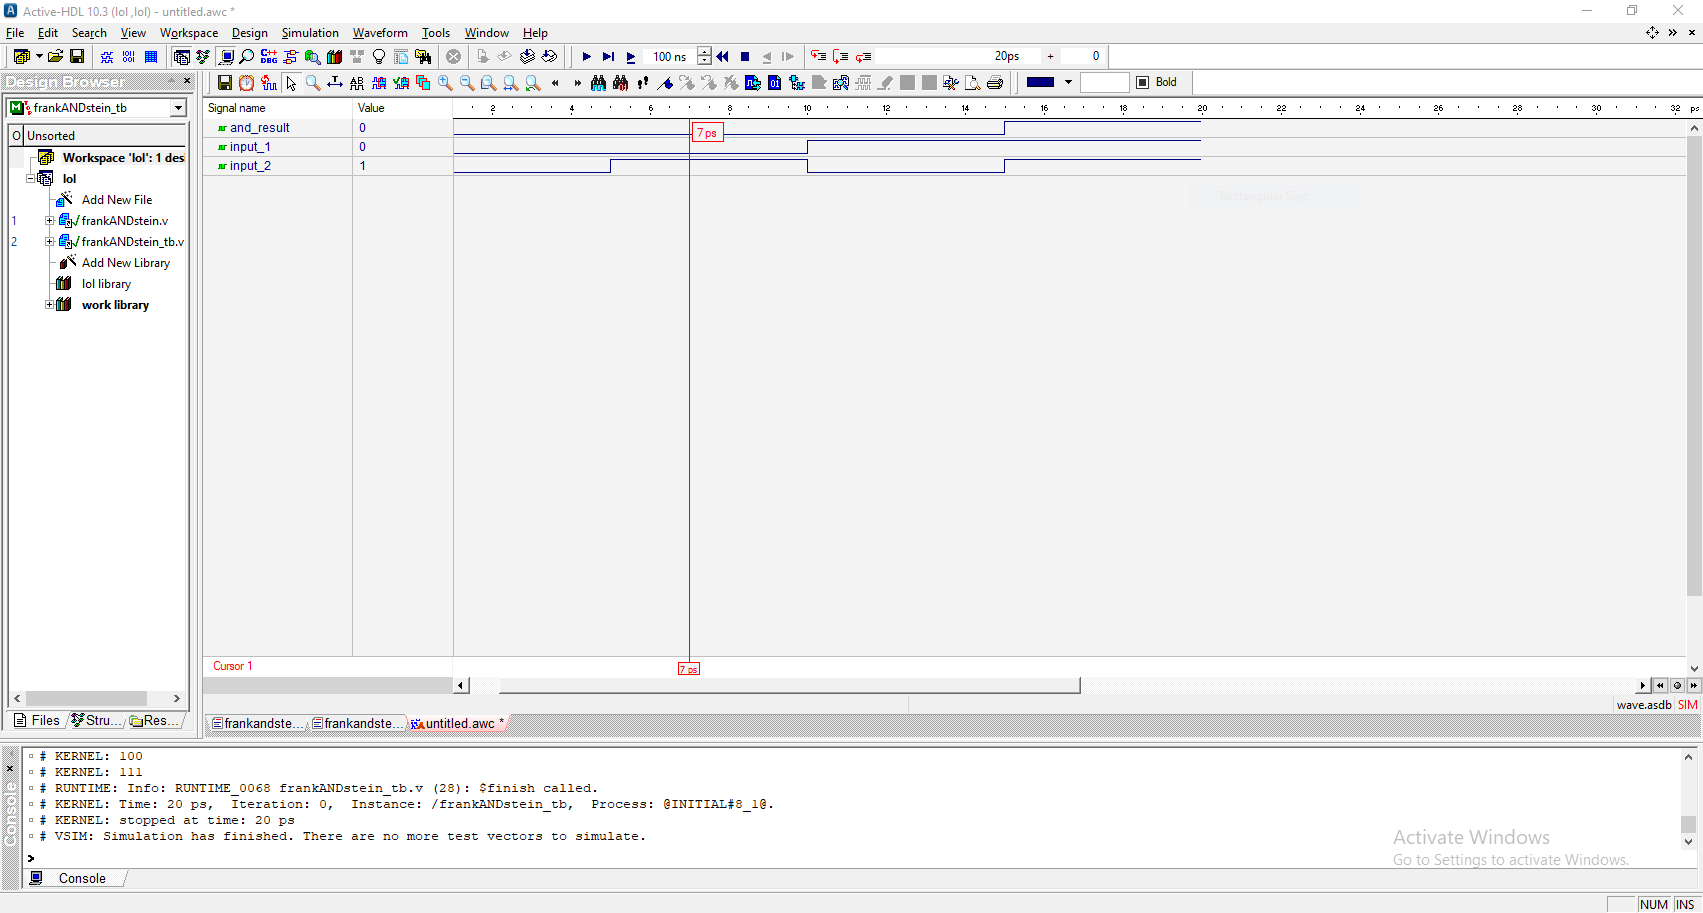 Active-HDL 10.3 (lol ,lol) - untitled.awc *
File Edit Search View Workspace Design Simulation Waveform Tools Window Help
100 ns 20ps + 0
Design Browser
Bold
frankANDstein_tb
Signal name Value 2 4 6 8 10 12 14 16 18 20 22 24 26 28 30 32 ps
and_result 0
7 ps
input_1 0
input_2 1
O Unsorted
Workspace 'lol': 1 des
lol
Add New File
1 frankANDstein.v
2 frankANDstein_tb.v
Add New Library
lol library
work library
Rectangular Snip
Cursor 1 7 ps
wave.asdb SIM
Files Stru... Res...
frankandste... frankandste... untitled.awc *
# KERNEL: 100
# KERNEL: 111
# RUNTIME: Info: RUNTIME_0068 frankANDstein_tb.v (28): $finish called.
# KERNEL: Time: 20 ps, Iteration: 0, Instance: /frankANDstein_tb, Process: @INITIAL#8_1@.
# KERNEL: stopped at time: 20 ps
# VSIM: Simulation has finished. There are no more test vectors to simulate.
>
Console
Console
Activate Windows
Go to Settings to activate Windows.
NUM INS